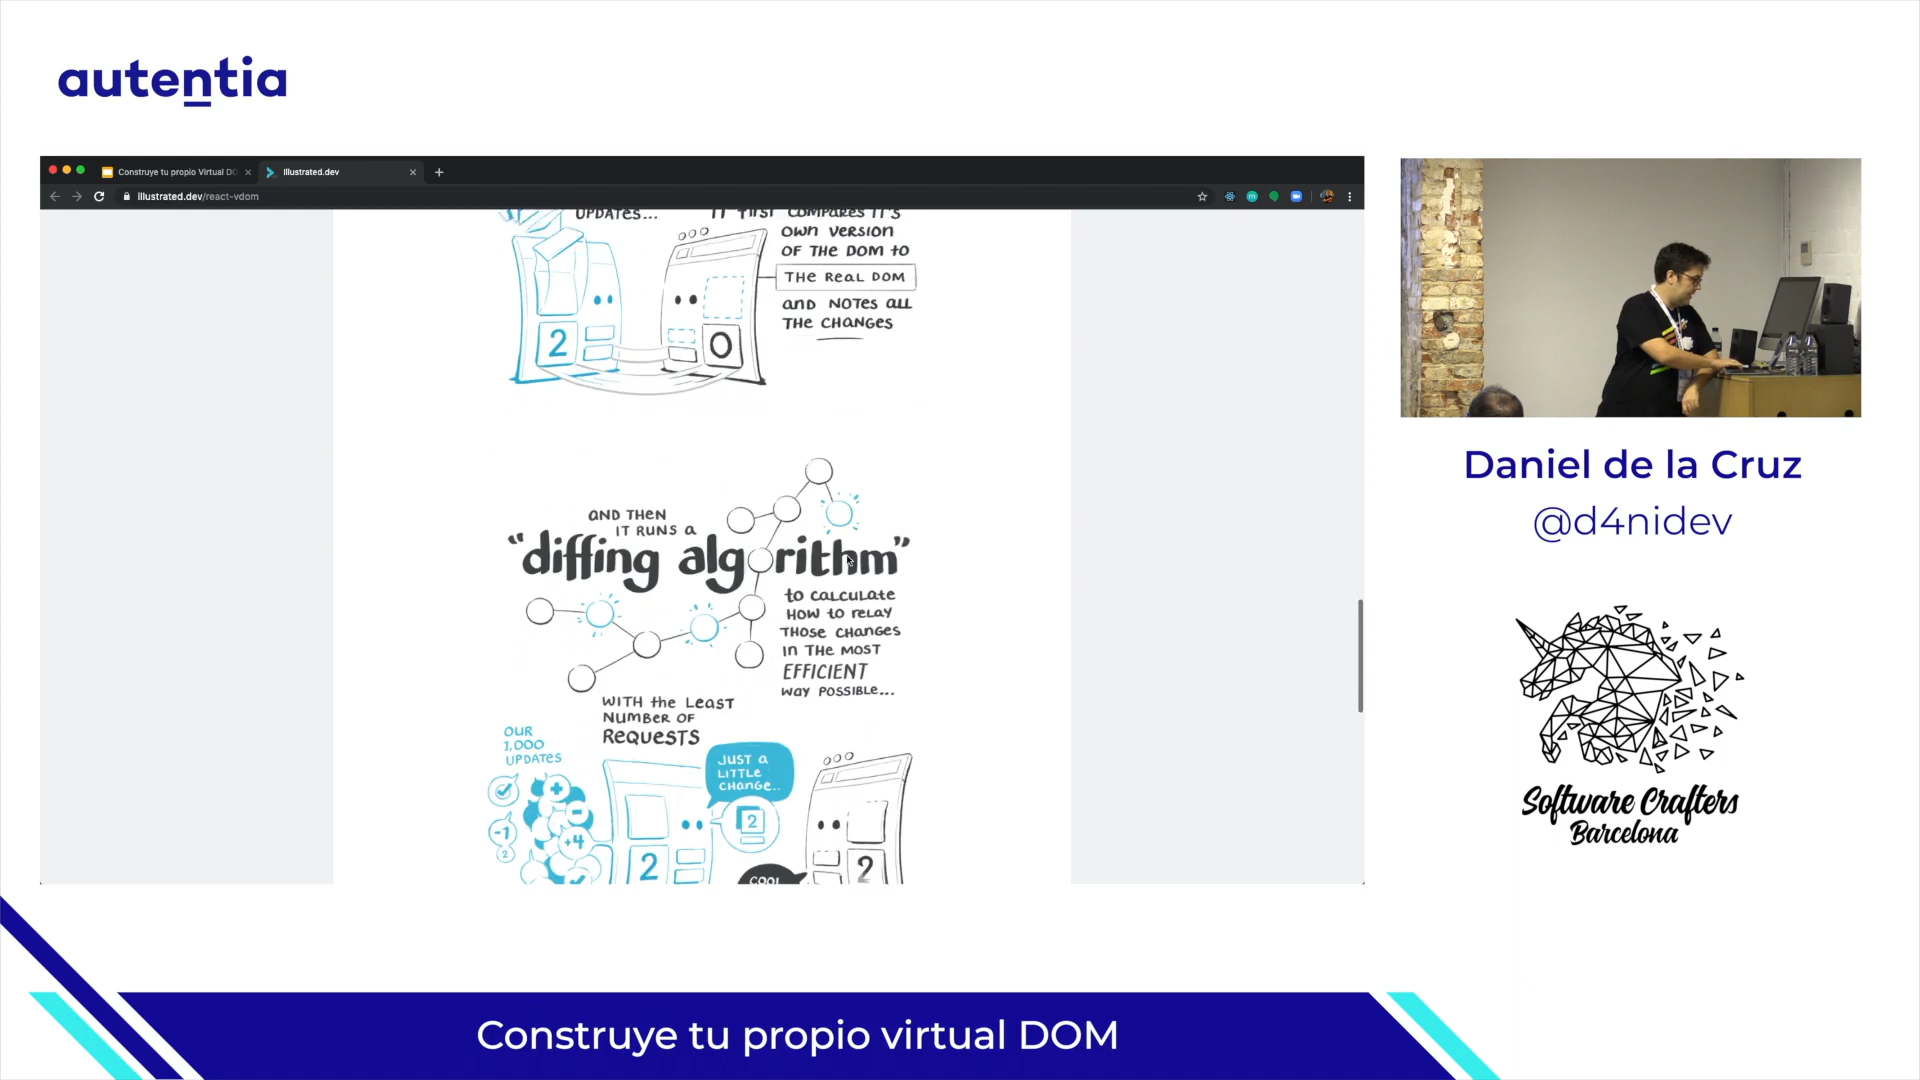 autentia
Construye tu propio Virtual DO
Illustrated.dev
illustrated.dev/react-vdom
UPDATES...
IT FIRST COMPARES IT'S
OWN VERSION
OF THE DOM TO
THE REAL DOM
AND NOTES ALL
THE CHANGES
2
0
AND THEN
IT RUNS A
"diffing algorithm"
TO CALCULATE
HOW TO RELAY
THOSE CHANGES
IN THE MOST
EFFICIENT
WAY POSSIBLE...
WITH THE LEAST
NUMBER OF
REQUESTS
OUR
1,000
UPDATES
JUST A
LITTLE
CHANGE..
2
+
-
-1
+4
2
2
2
COOL
Daniel de la Cruz
@d4nidev
Software Crafters
Barcelona
Construye tu propio virtual DOM